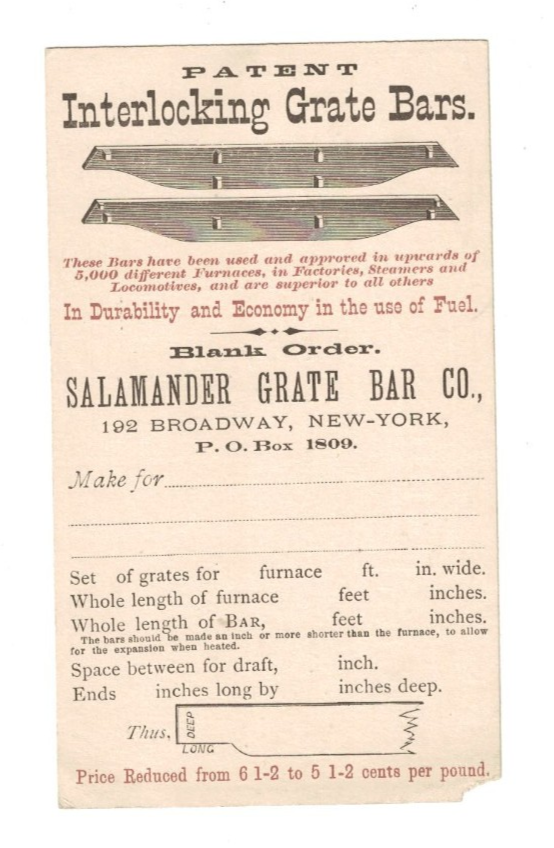 PATENT
Interlocking Grate Bars.
These Bars have been used and approved in upwards of
5,000 different Furnaces, in Factories, Steamers and
Locomotives, and are superior to all others
In Durability and Economy in the use of Fuel.
Blank Order.
SALAMANDER GRATE BAR CO.,
192 BROADWAY, NEW-YORK,
P. O. Box 1809.
Make for
Set of grates for furnace ft. in. wide.
Whole length of furnace feet inches.
Whole length of BAR, feet inches.
The bars should be made an inch or more shorter than the furnace, to allow
for the expansion when heated.
Space between for draft, inch.
Ends inches long by inches deep.
Thus,
DEEP
LONG
Price Reduced from 6 1-2 to 5 1-2 cents per pound.